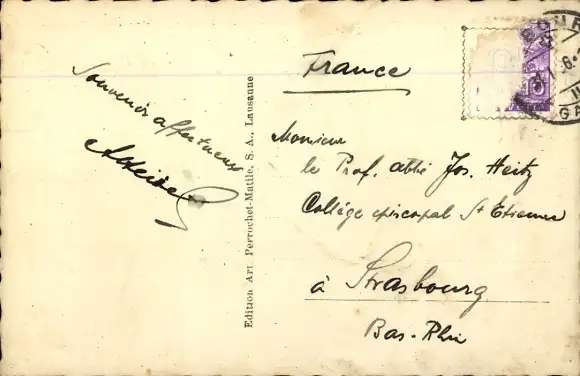 Souvenir affectueux
Edition Art Perrochet-Matile, S. A., Lausanne
France
Monsieur
le Prof. abbé Jos. Heitz
Collège épiscopal St Etienne
à Strasbourg
Bas-Rhin